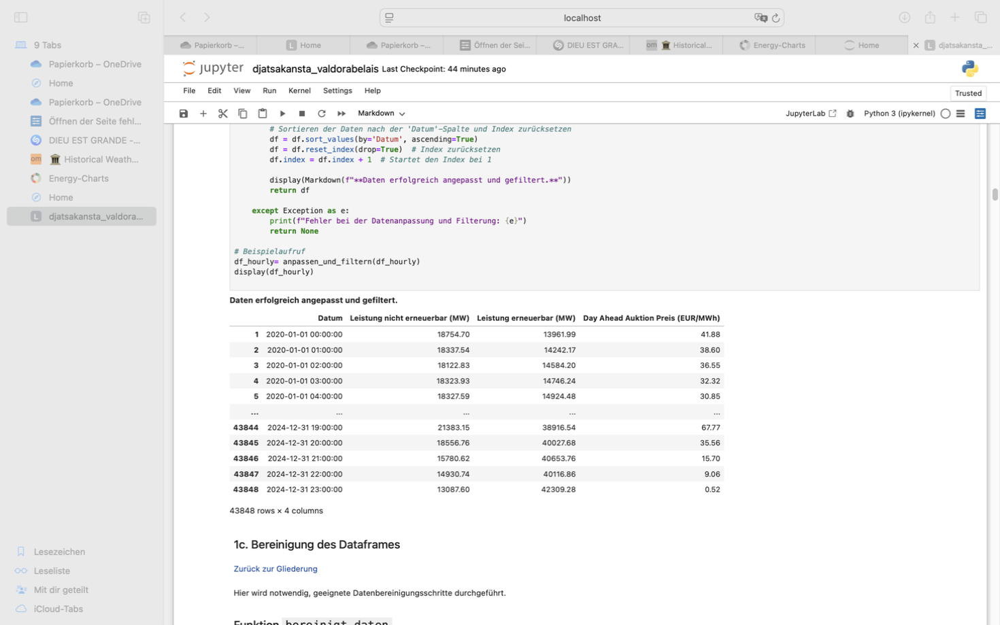 localhost
9 Tabs
Papierkorb – OneDrive
Home
Papierkorb – OneDrive
Öffnen der Seite fehl...
DIEU EST GRANDE -...
om Historical Weath...
Energy-Charts
Home
L djatsakansta_valdora...
Lesezeichen
Leseliste
Mit dir geteilt
iCloud-Tabs
Papierkorb –... L Home Papierkorb –... Öffnen der Sei... DIEU EST GRA... om Historical... Energy-Charts Home L djatsakansta_...
jupyter djatsakansta_valdorabelais Last Checkpoint: 44 minutes ago
File Edit View Run Kernel Settings Help
Trusted
Markdown JupyterLab Python 3 (ipykernel)
# Sortieren der Daten nach der 'Datum'-Spalte und Index zurücksetzen
df = df.sort_values(by='Datum', ascending=True)
df = df.reset_index(drop=True) # Index zurücksetzen
df.index = df.index + 1 # Startet den Index bei 1
display(Markdown(f"**Daten erfolgreich angepasst und gefiltert.**"))
return df
except Exception as e:
print(f"Fehler bei der Datenanpassung und Filterung: {e}")
return None
# Beispielaufruf
df_hourly= anpassen_und_filtern(df_hourly)
display(df_hourly)
Daten erfolgreich angepasst und gefiltert.
Datum Leistung nicht erneuerbar (MW) Leistung erneuerbar (MW) Day Ahead Auktion Preis (EUR/MWh)
1 2020-01-01 00:00:00 18754.70 13961.99 41.88
2 2020-01-01 01:00:00 18337.54 14242.17 38.60
3 2020-01-01 02:00:00 18122.83 14584.20 36.55
4 2020-01-01 03:00:00 18323.93 14746.24 32.32
5 2020-01-01 04:00:00 18327.59 14924.48 30.85
... ... ... ... ...
43844 2024-12-31 19:00:00 21383.15 38916.54 67.77
43845 2024-12-31 20:00:00 18556.76 40027.68 35.56
43846 2024-12-31 21:00:00 15780.62 40653.76 15.70
43847 2024-12-31 22:00:00 14930.74 40116.86 9.06
43848 2024-12-31 23:00:00 13087.60 42309.28 0.52
43848 rows × 4 columns
1c. Bereinigung des Dataframes
Zurück zur Gliederung
Hier wird notwendig, geeignete Datenbereinigungsschritte durchgeführt.
Funktion bereinigt_daten